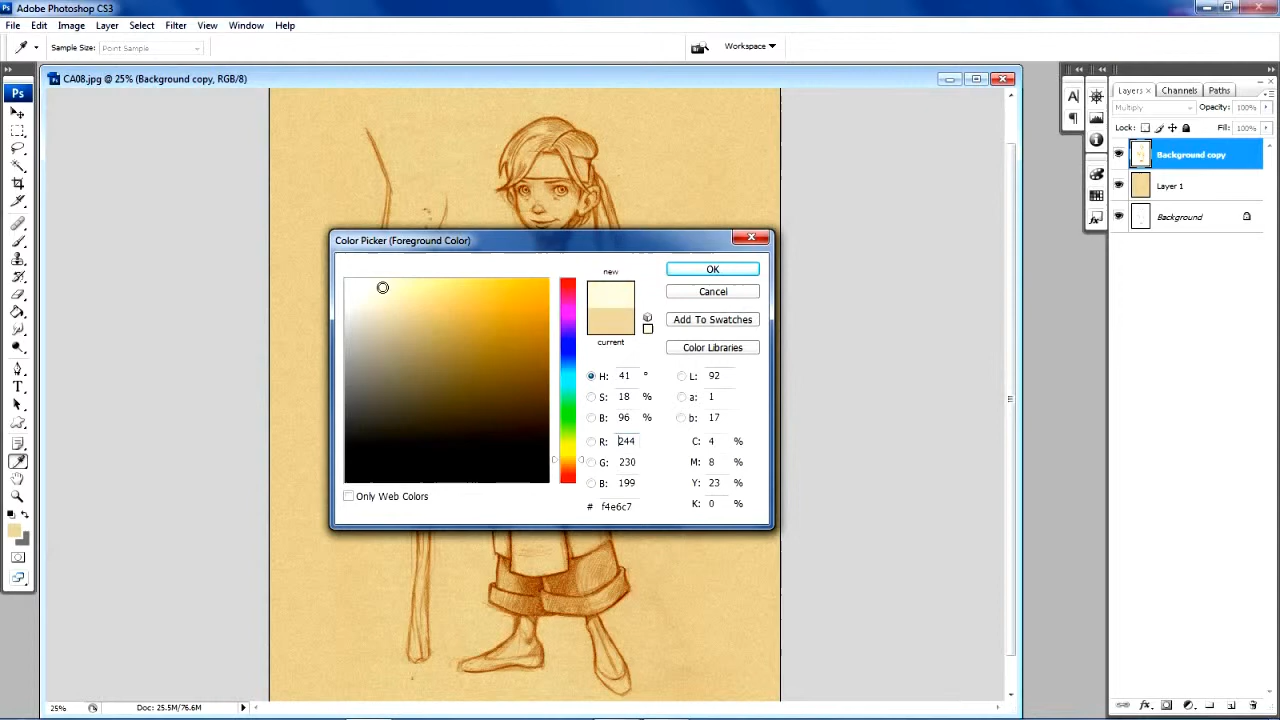 Ps Adobe Photoshop CS3
File Edit Image Layer Select Filter View Window Help
Sample Size: Point Sample Workspace
CA08.jpg @ 25% (Background copy, RGB/8)
Ps
Layers Channels Paths
Multiply Opacity: 100%
Lock: Fill: 100%
Background copy
Layer 1
Background
A
T
Color Picker (Foreground Color)
new
OK
Cancel
Add To Swatches
current
Color Libraries
H: 41 ° L: 92
S: 18 % a: 1
B: 96 % b: 17
R: 244 C: 4 %
G: 230 M: 8 %
B: 199 Y: 23 %
Only Web Colors
# f4e6c7 K: 0 %
25% Doc: 25.5M/76.6M
fx